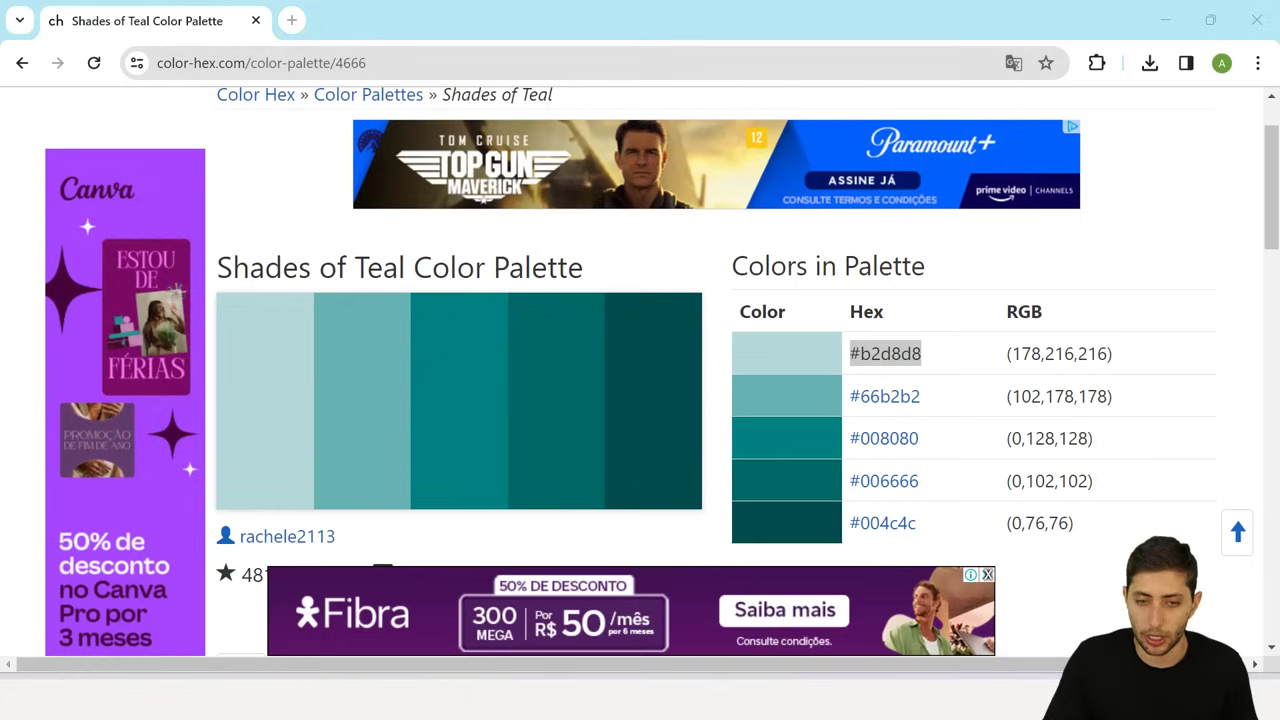 ch Shades of Teal Color Palette
color-hex.com/color-palette/4666
A
Color Hex » Color Palettes » Shades of Teal
TOM CRUISE
TOP GUN
MAVERICK
12
Paramount+
ASSINE JÁ
CONSULTE TERMOS E CONDIÇÕES
prime video | CHANNELS
Canva
ESTOU
DE
FÉRIAS
PROMOÇÃO
DE FIM DE ANO
50% de
desconto
no Canva
Pro por
3 meses
Shades of Teal Color Palette
rachele2113
Colors in Palette
Color Hex RGB
#b2d8d8 (178,216,216)
#66b2b2 (102,178,178)
#008080 (0,128,128)
#006666 (0,102,102)
#004c4c (0,76,76)
Fibra
50% DE DESCONTO
300
MEGA
Por
R$ 50 /mês
por 6 meses
Saiba mais
Consulte condições.